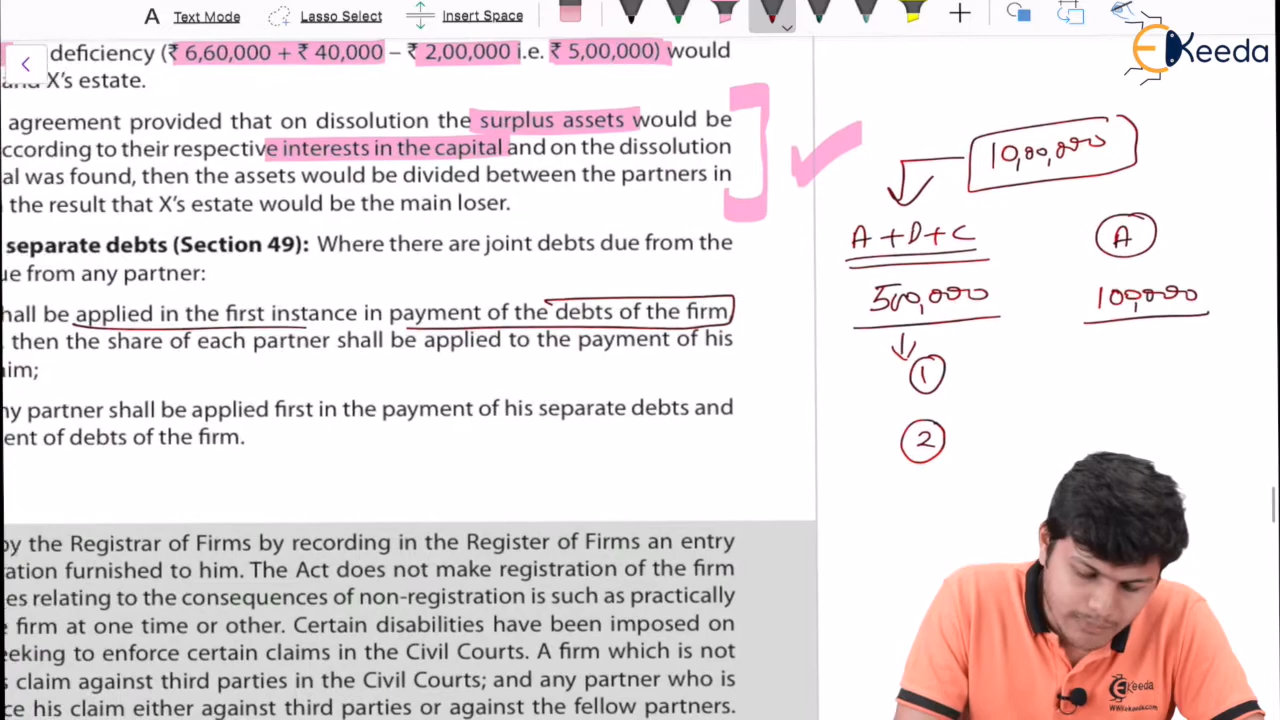 A Text Mode Lasso Select Insert Space
Keeda
deficiency (₹ 6,60,000 + ₹ 40,000 – ₹ 2,00,000 i.e. ₹ 5,00,000) would
X's estate.
agreement provided that on dissolution the surplus assets would be
ccording to their respective interests in the capital and on the dissolution
al was found, then the assets would be divided between the partners in
the result that X's estate would be the main loser.
separate debts (Section 49): Where there are joint debts due from the
ue from any partner:
hall be applied in the first instance in payment of the debts of the firm
then the share of each partner shall be applied to the payment of his
im;
ny partner shall be applied first in the payment of his separate debts and
ent of debts of the firm.
by the Registrar of Firms by recording in the Register of Firms an entry
ation furnished to him. The Act does not make registration of the firm
es relating to the consequences of non-registration is such as practically
firm at one time or other. Certain disabilities have been imposed on
eeking to enforce certain claims in the Civil Courts. A firm which is not
claim against third parties in the Civil Courts; and any partner who is
ce his claim either against third parties or against the fellow partners.
10,00,000
A + D + C
A
500,000
100,000
1
2
Keeda